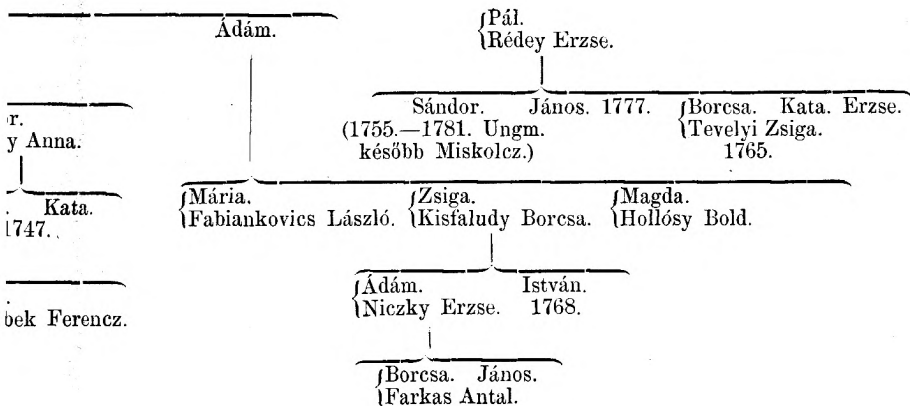 Ádám. Pál.
Rédey Erzse.
Sándor. János. 1777. Borcsa. Kata. Erzse.
(1755.—1781. Ungm. Tevelyi Zsiga.
később Miskolcz.) 1765.
y Anna.
Kata.
1747.
Mária. Zsiga. Magda.
Fabiankovics László. Kisfaludy Borcsa. Hollósy Bold.
Ádám. István.
Niczky Erzse. 1768.
Ferencz.
Borcsa. János.
Farkas Antal.